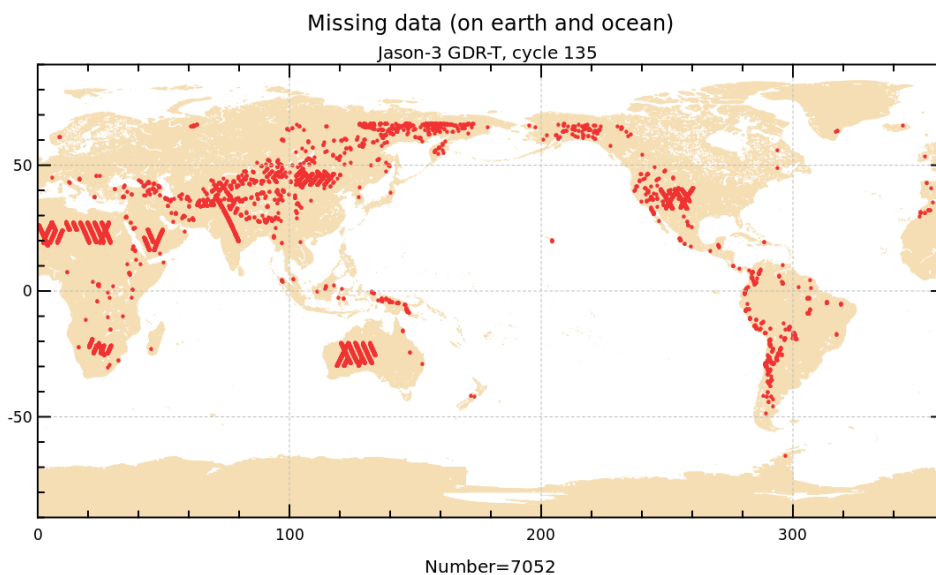 Missing data (on earth and ocean)
Jason-3 GDR-T, cycle 135
50
0
-50
0 100 200 300
Number=7052